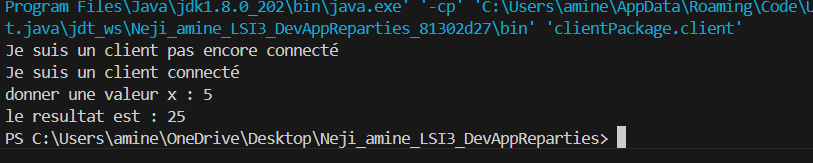 Program Files\Java\jdk1.8.0_202\bin\java.exe' '-cp' 'C:\Users\amine\AppData\Roaming\Code\U
t.java\jdt_ws\Neji_amine_LSI3_DevAppReparties_81302d27\bin' 'clientPackage.client'
Je suis un client pas encore connecté
Je suis un client connecté
donner une valeur x : 5
le resultat est : 25
PS C:\Users\amine\OneDrive\Desktop\Neji_amine_LSI3_DevAppReparties>